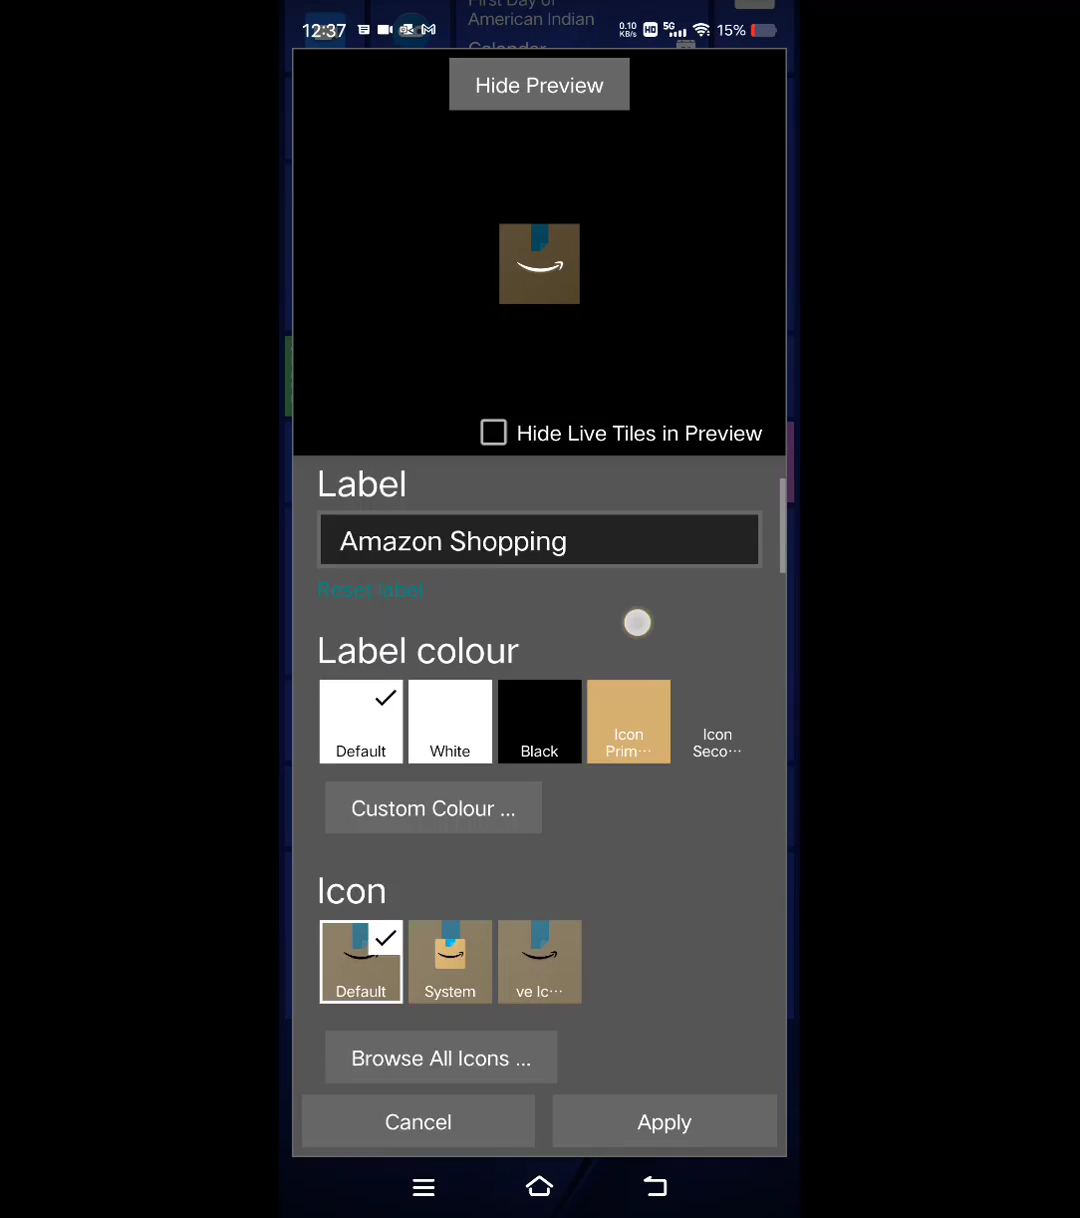 First Day of
American Indian
Calendar
12:37
0.10
KB/s
HD
5G
15%
Hide Preview
Hide Live Tiles in Preview
Label
Amazon Shopping
Reset label
Label colour
Default
White
Black
Icon
Prim···
Icon
Seco···
Custom Colour ...
Icon
Default
System
ve Ic···
Browse All Icons ...
Cancel
Apply